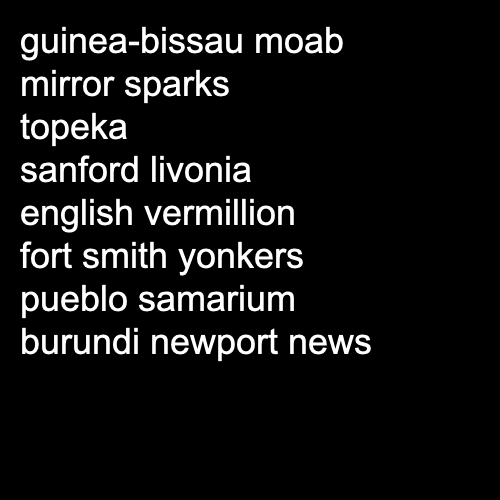 guinea-bissau moab
mirror sparks
topeka
sanford livonia
english vermillion
fort smith yonkers
pueblo samarium
burundi newport news